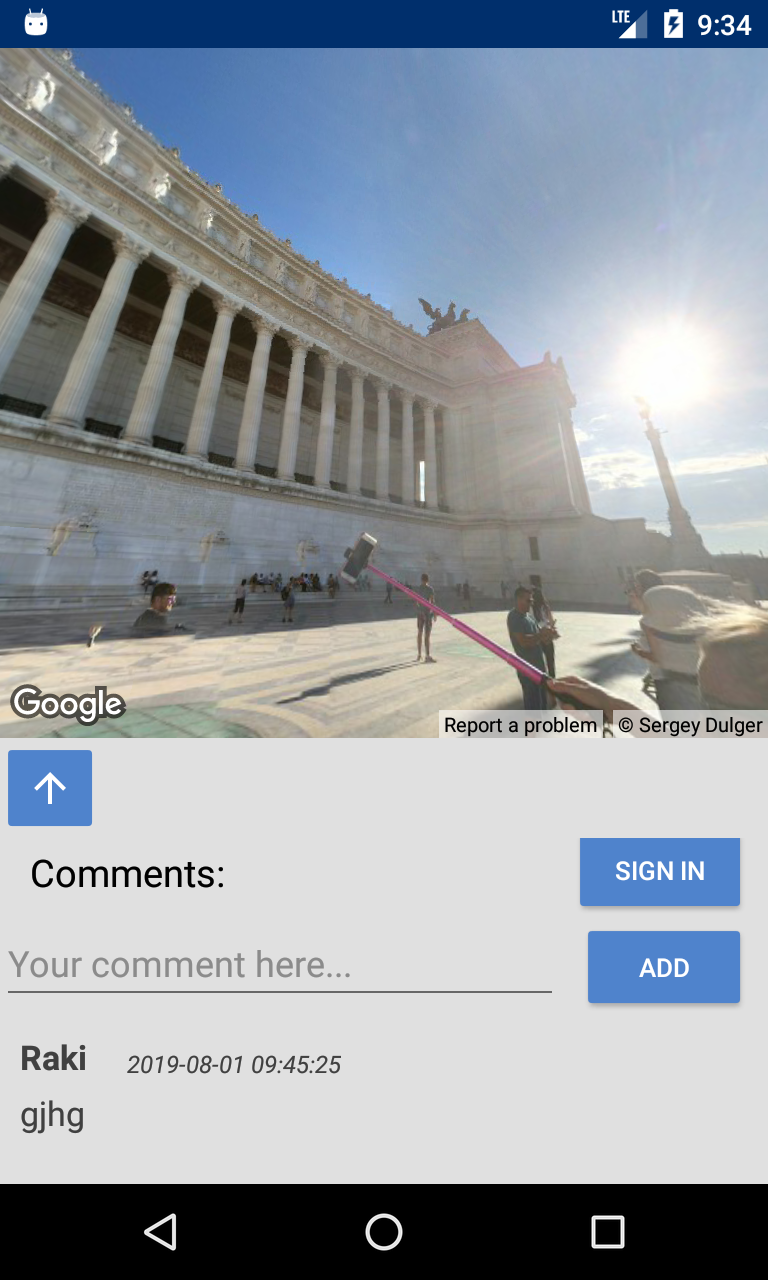 LTE 9:34
Google
Report a problem © Sergey Dulger
Comments:
SIGN IN
Your comment here...
ADD
Raki 2019-08-01 09:45:25
gjhg